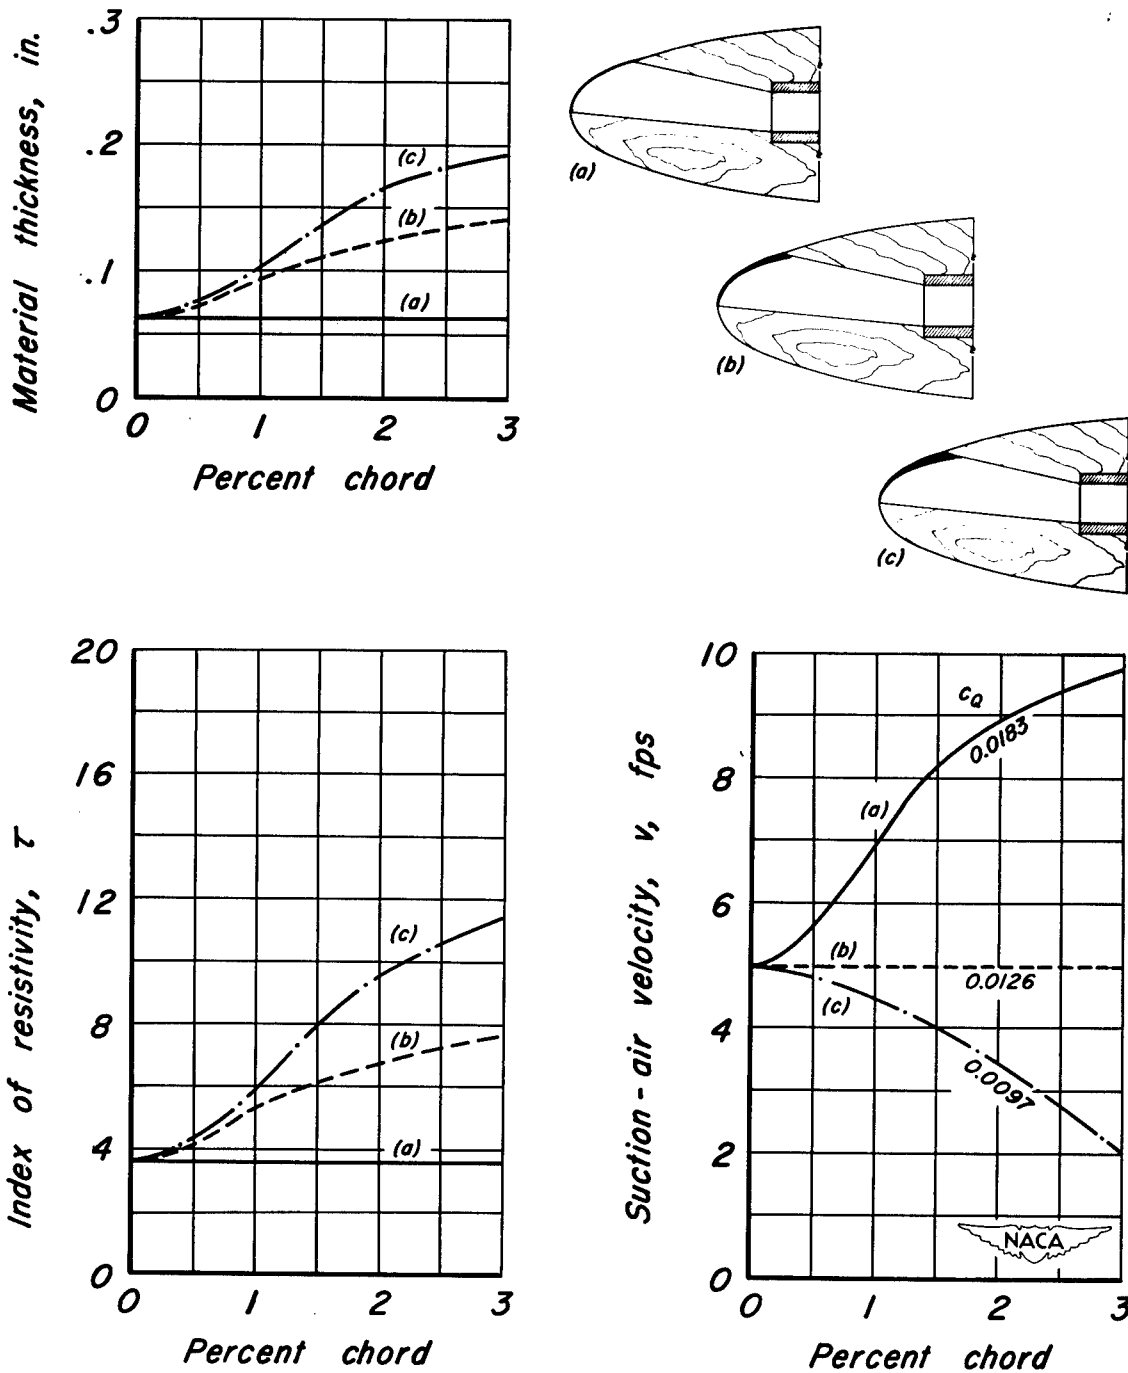 Material thickness, in.
.3
.2
.1
0
(c)
(b)
(a)
0 1 2 3
Percent chord
(a)
(b)
(c)
Index of resistivity, τ
20
16
12
8
4
0
(c)
(b)
(a)
0 1 2 3
Percent chord
Suction-air velocity, v, fps
10
8
6
4
2
0
cQ
0.0183
(a)
(b)
0.0126
(c)
0.0097
NACA
0 1 2 3
Percent chord